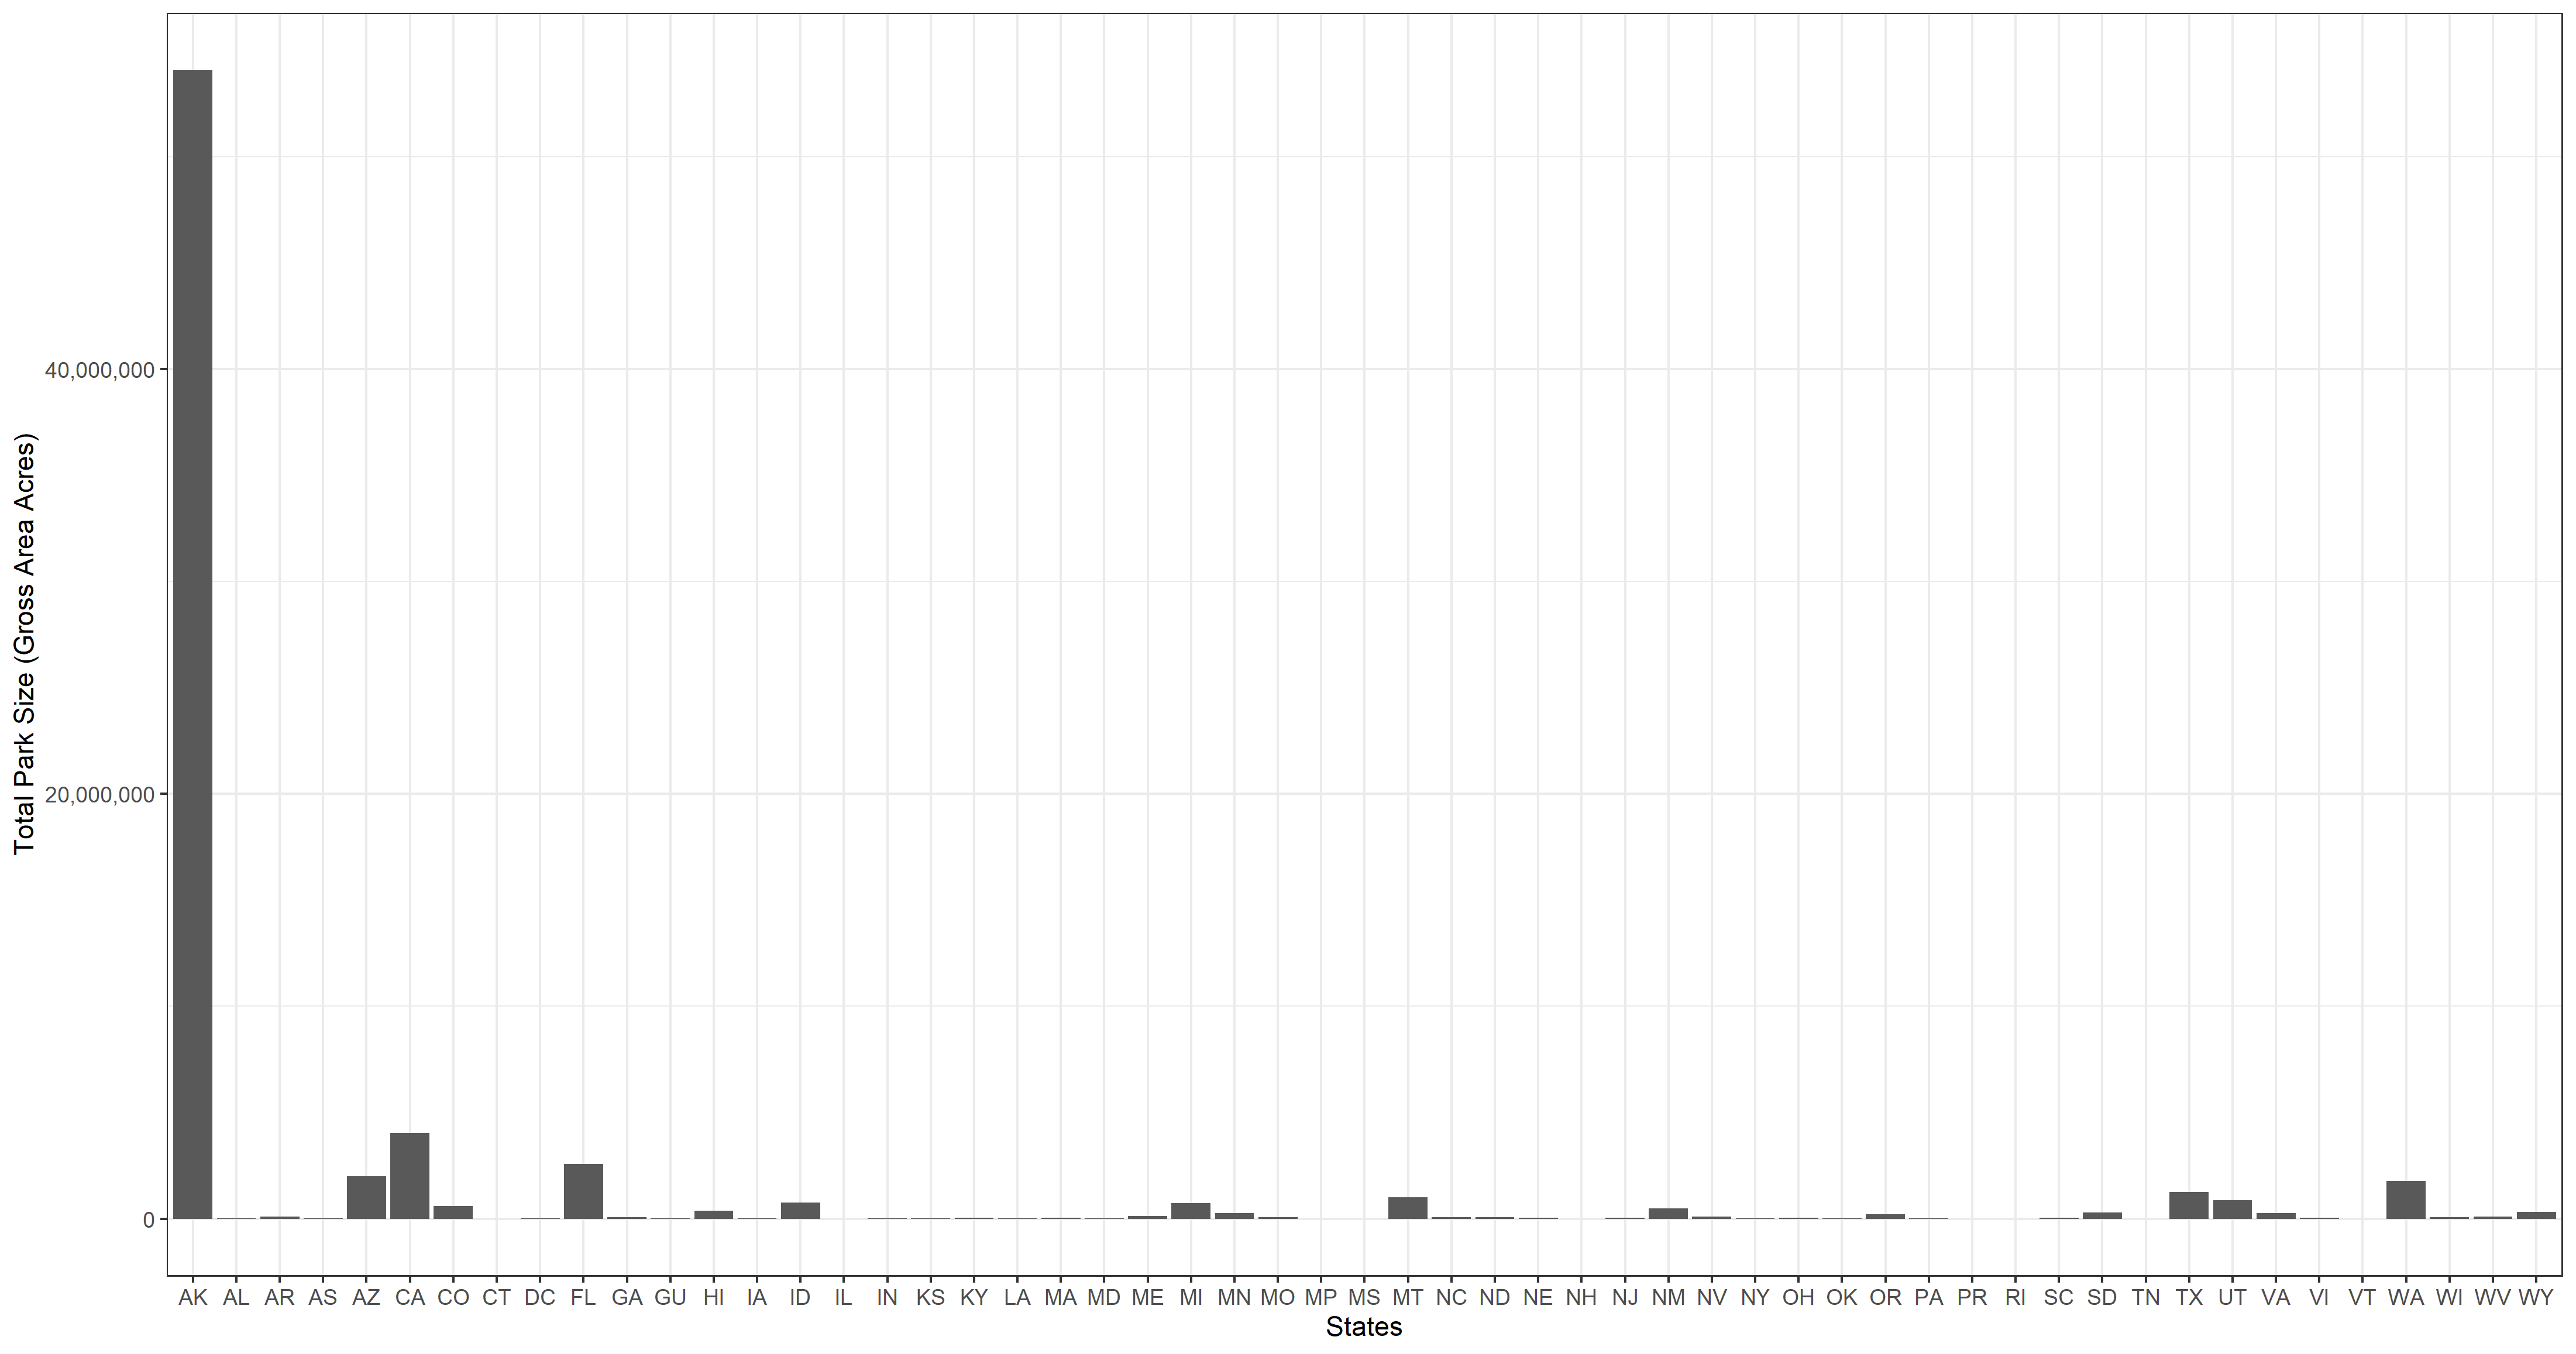 Total Park Size (Gross Area Acres)
40,000,000
20,000,000
0
AK AL AR AS AZ CA CO CT DC FL GA GU HI IA ID IL IN KS KY LA MA MD ME MI MN MO MP MS MT NC ND NE NH NJ NM NV NY OH OK OR PA PR RI SC SD TN TX UT VA VI VT WA WI WV WY
States